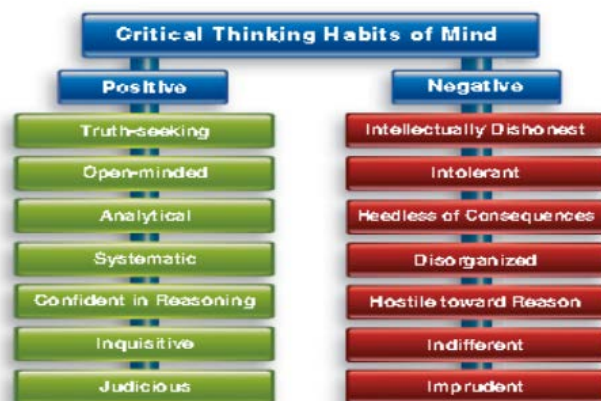 Critical Thinking Habits of Mind
Positive
Truth-seeking
Open-minded
Analytical
Systematic
Confident in Reasoning
Inquisitive
Judicious
Negative
Intellectually Dishonest
Intolerant
Heedless of Consequences
Disorganized
Hostile toward Reason
Indifferent
Imprudent